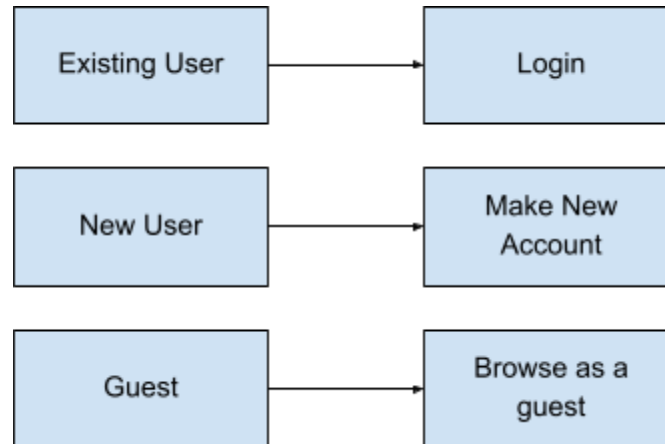 Existing User
Login
New User
Make New
Account
Guest
Browse as a
guest